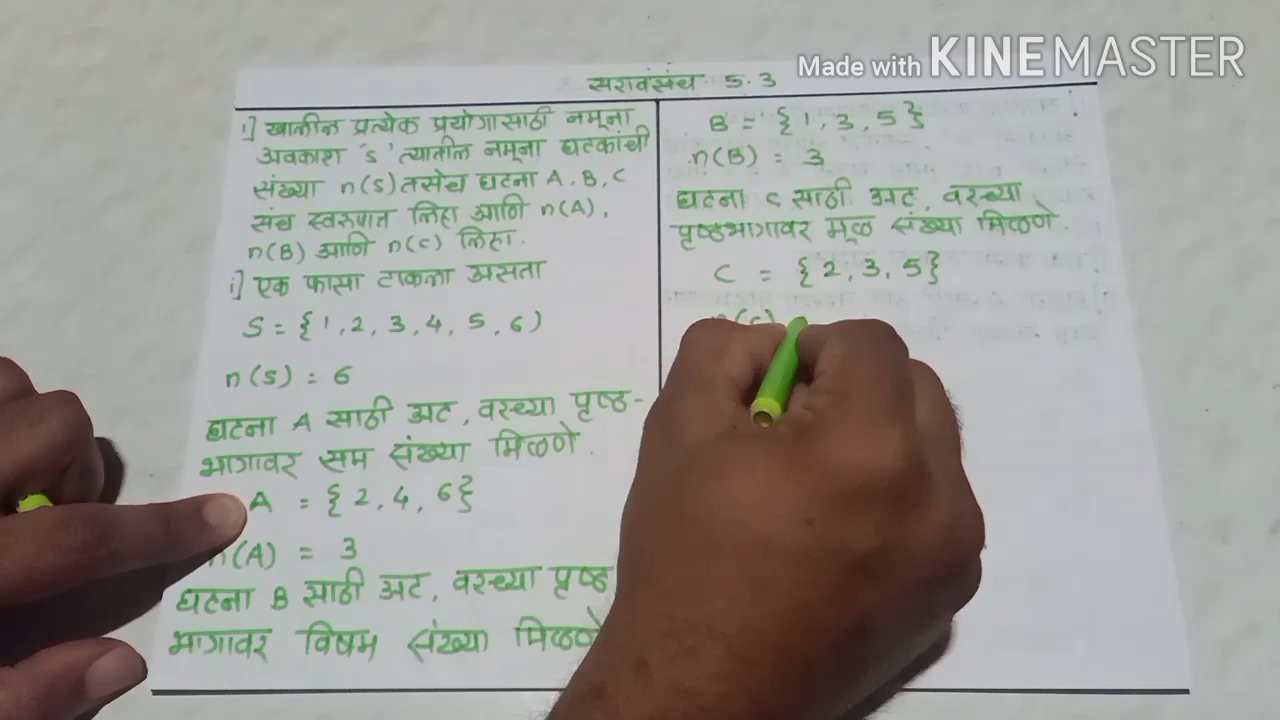 Made with KINEMASTER
सरावसंच 5.3
1] खालील प्रत्येक प्रयोगासाठी नमूना
अवकाश 'S' त्यातील नमूना घटकांची
संख्या n(S) तसेच घटना A, B, C
संच स्वरूपात लिहा आणि n(A),
n(B) आणि n(C) लिहा.
i] एक फासा टाकला असता
S = {1, 2, 3, 4, 5, 6)
n(S) = 6
घटना A साठी अट, वरच्या पृष्ठ-
भागावर सम संख्या मिळणे.
A = {2, 4, 6}
n(A) = 3
घटना B साठी अट, वरच्या पृष्ठ
भागावर विषम संख्या मिळणे
B = {1, 3, 5}
n(B) = 3
घटना C साठी अट, वरच्या
पृष्ठभागावर मूळ संख्या मिळणे.
C = {2, 3, 5}
n(C)